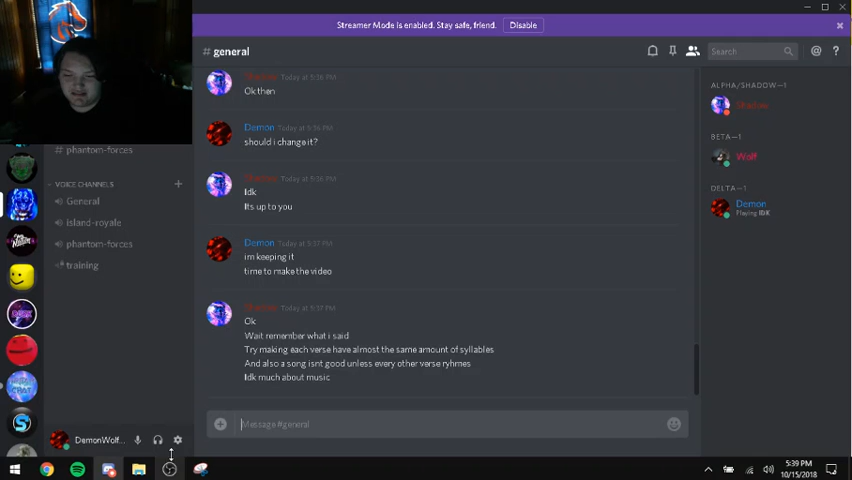 Streamer Mode is enabled. Stay safe, friend.
Disable
# general
Search
Shadow Today at 5:36 PM
Ok then
Demon Today at 5:36 PM
should i change it?
Shadow Today at 5:36 PM
Idk
Its up to you
Demon Today at 5:37 PM
im keeping it
time to make the video
Shadow Today at 5:37 PM
Ok
Wait remember what i said
Try making each verse have almost the same amount of syllables
And also a song isnt good unless every other verse ryhmes
Idk much about music
Message #general
# phantom-forces
VOICE CHANNELS
General
island-royale
phantom-forces
training
DemonWolf...
ALPHA/SHADOW—1
Shadow
BETA—1
Wolf
DELTA—1
Demon
Playing IDK
5:39 PM
10/15/2018